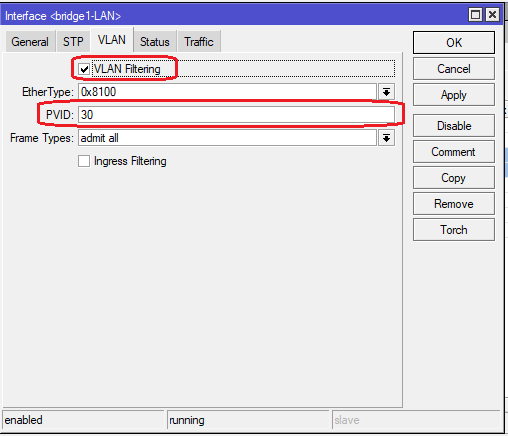 Interface <bridge1-LAN>
General STP VLAN Status Traffic
OK
VLAN Filtering
Cancel
EtherType: 0x8100
Apply
PVID: 30
Disable
Frame Types: admit all
Comment
Ingress Filtering
Copy
Remove
Torch
enabled running slave